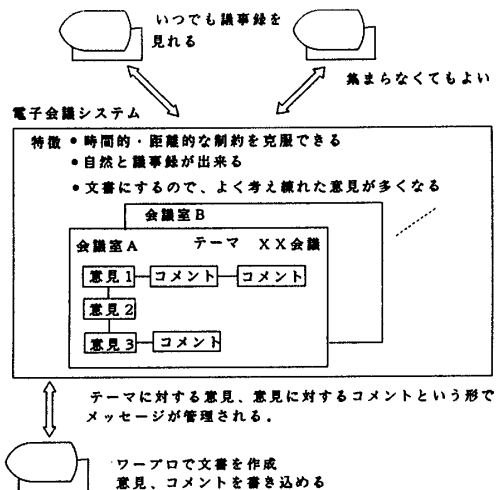 いつでも議事録を
見れる
集まらなくてもよい
電子会議システム
特徴 ● 時間的・距離的な制約を克服できる
● 自然と議事録が出来る
● 文書にするので、よく考え練れた意見が多くなる
会議室B
会議室A テーマ XX会議
意見1 コメント コメント
意見2
意見3 コメント
テーマに対する意見、意見に対するコメントという形で
メッセージが管理される.
ワープロで文書を作成
意見、コメントを書き込める